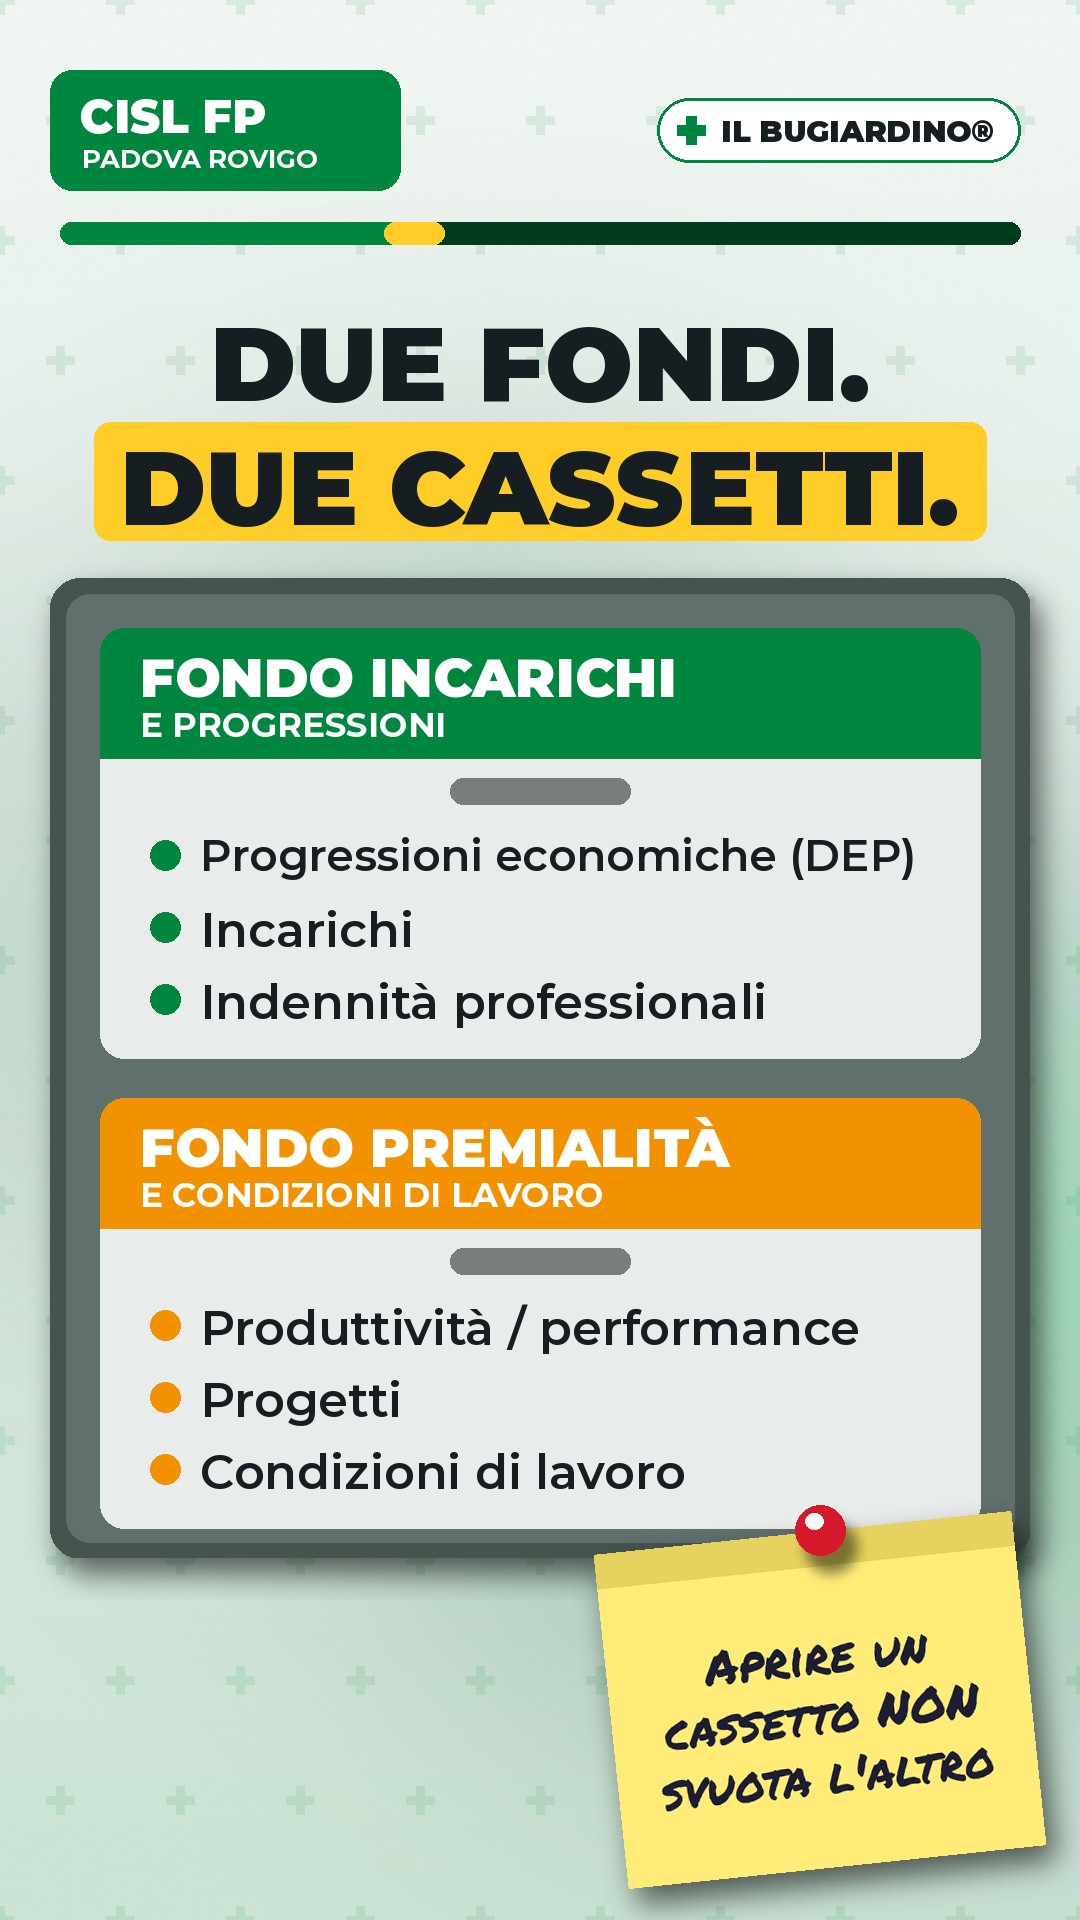 CISL FP
PADOVA ROVIGO
IL BUGIARDINO®
DUE FONDI.
DUE CASSETTI.
FONDO INCARICHI
E PROGRESSIONI
Progressioni economiche (DEP)
Incarichi
Indennità professionali
FONDO PREMIALITÀ
E CONDIZIONI DI LAVORO
Produttività / performance
Progetti
Condizioni di lavoro
APRIRE UN
CASSETTO NON
SVUOTA L'ALTRO